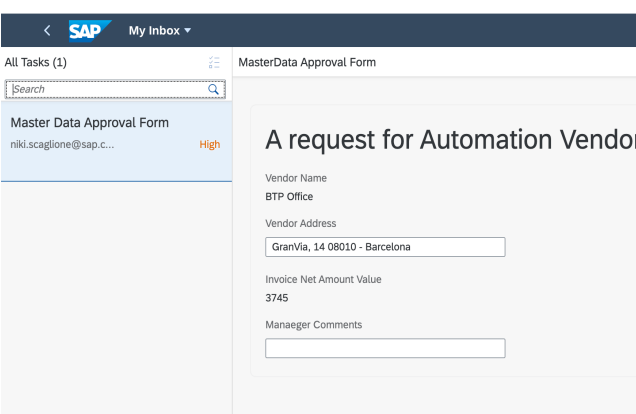 SAP My Inbox
All Tasks (1)
Search
Master Data Approval Form
niki.scaglione@sap.c... High
MasterData Approval Form
A request for Automation Vendor
Vendor Name
BTP Office
Vendor Address
GranVia, 14 08010 - Barcelona
Invoice Net Amount Value
3745
Manaeger Comments